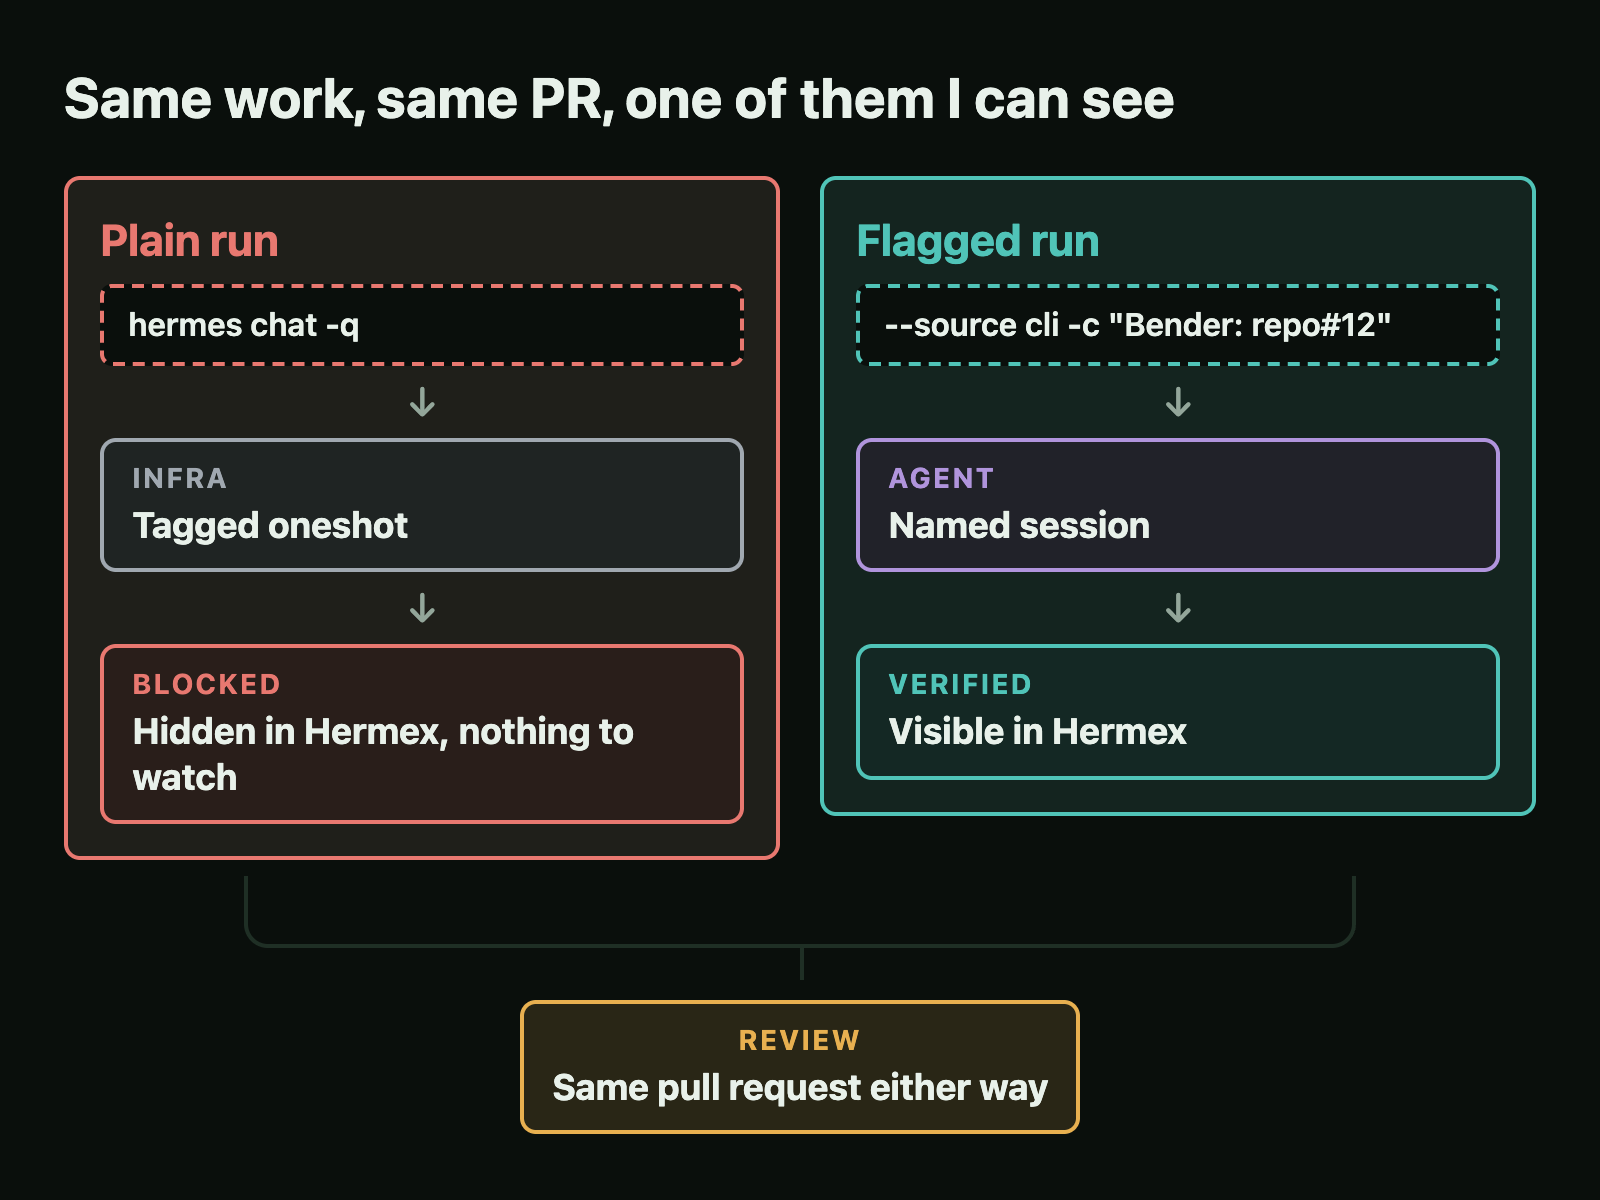 Same work, same PR, one of them I can see
Plain run
hermes chat -q
INFRA
Tagged oneshot
BLOCKED
Hidden in Hermex, nothing to
watch
Flagged run
--source cli -c "Bender: repo#12"
AGENT
Named session
VERIFIED
Visible in Hermex
REVIEW
Same pull request either way